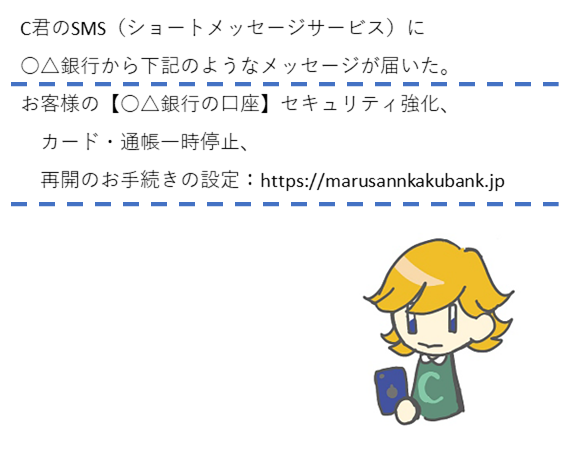 C君のSMS（ショートメッセージサービス）に
〇△銀行から下記のようなメッセージが届いた。
お客様の【〇△銀行の口座】セキュリティ強化、
カード・通帳一時停止、
再開のお手続きの設定：https://marusannkakubank.jp
C